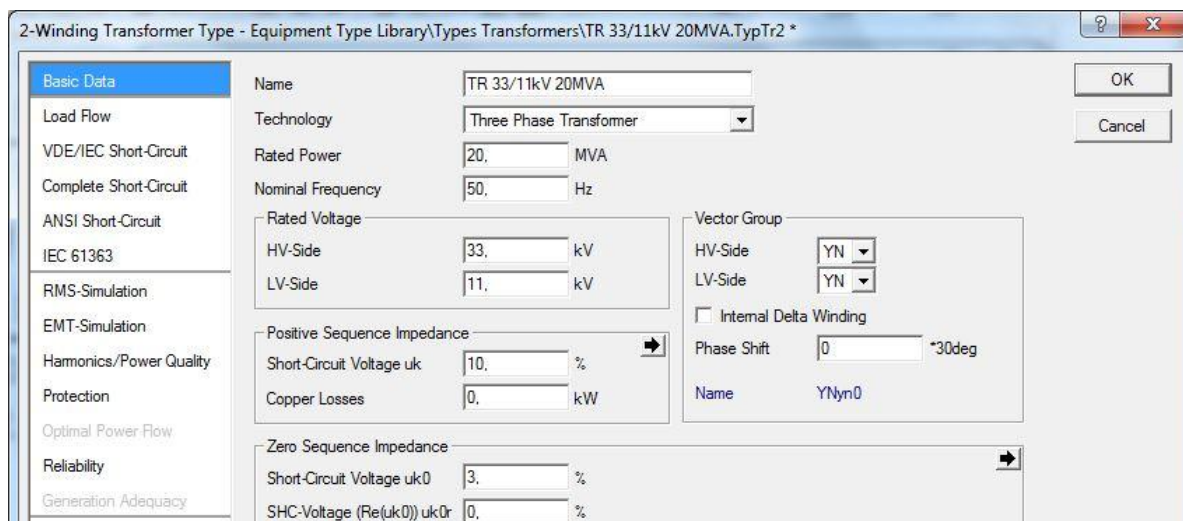 2-Winding Transformer Type - Equipment Type Library\Types Transformers\TR 33/11kV 20MVA.TypTr2 *
?
X
Basic Data
Load Flow
VDE/IEC Short-Circuit
Complete Short-Circuit
ANSI Short-Circuit
IEC 61363
RMS-Simulation
EMT-Simulation
Harmonics/Power Quality
Protection
Optimal Power Flow
Reliability
Generation Adequacy
Name TR 33/11kV 20MVA
Technology Three Phase Transformer
Rated Power 20, MVA
Nominal Frequency 50, Hz
Rated Voltage
HV-Side 33, kV
LV-Side 11, kV
Positive Sequence Impedance
Short-Circuit Voltage uk 10, %
Copper Losses 0, kW
Vector Group
HV-Side YN
LV-Side YN
Internal Delta Winding
Phase Shift 0 *30deg
Name YNyn0
Zero Sequence Impedance
Short-Circuit Voltage uk0 3, %
SHC-Voltage (Re(uk0)) uk0r 0, %
OK
Cancel